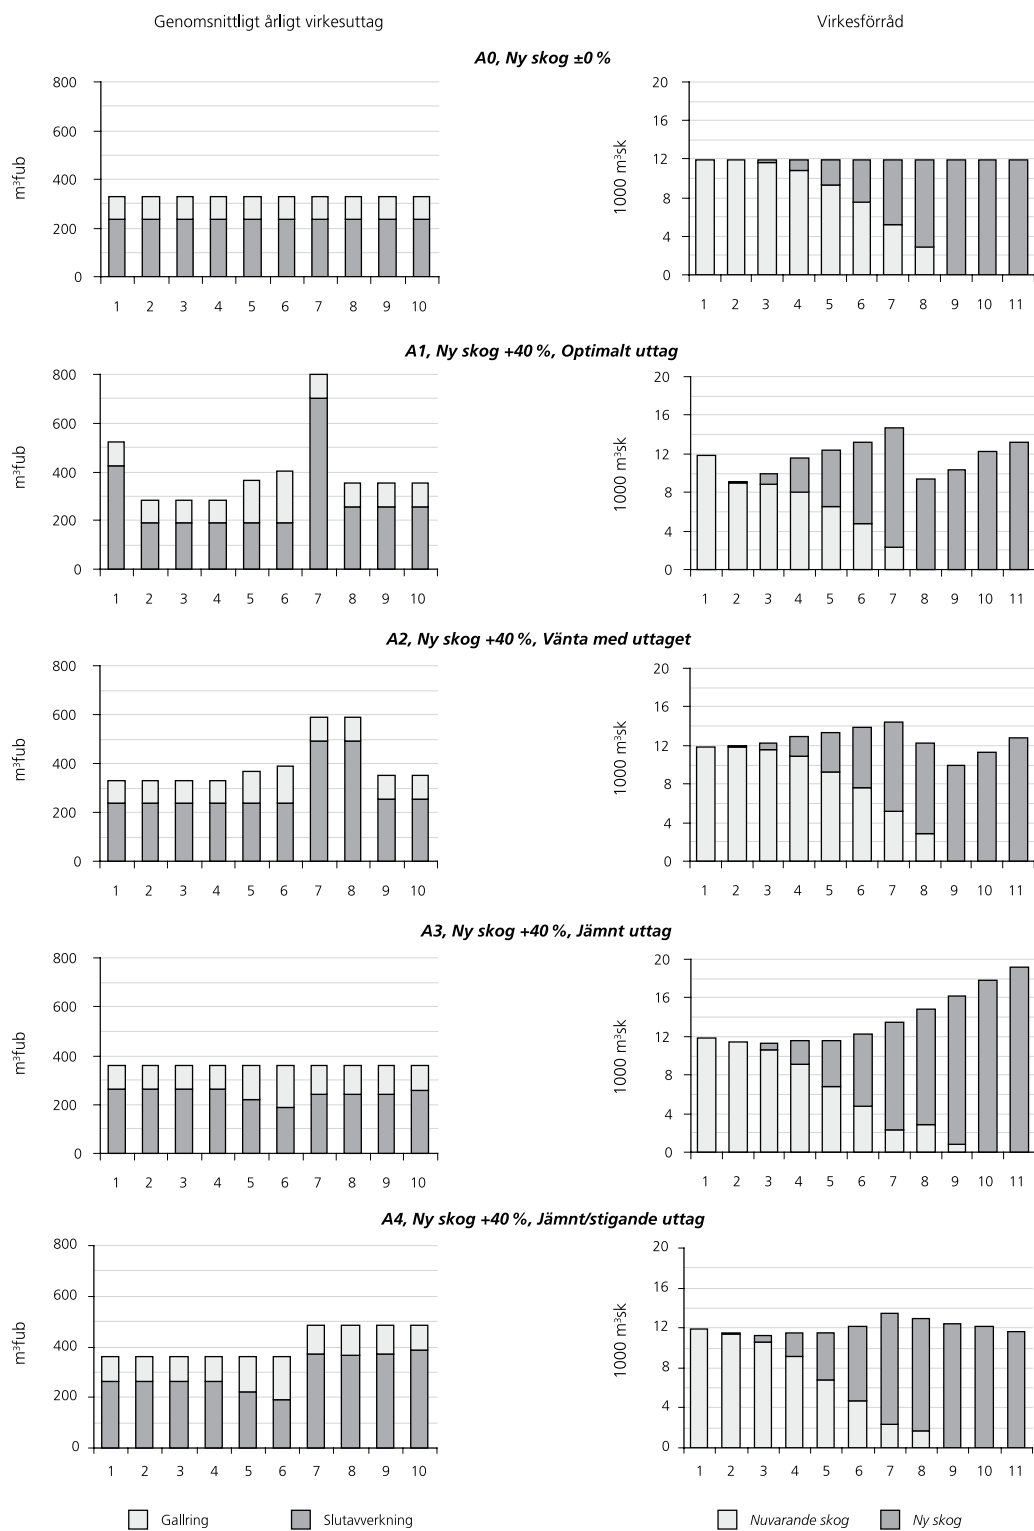 Genomsnittligt årligt virkesuttag
Virkesförråd
A0, Ny skog ±0 %
800
600
400
200
0
m³fub
1 2 3 4 5 6 7 8 9 10
20
16
12
8
4
0
1000 m³sk
1 2 3 4 5 6 7 8 9 10 11
A1, Ny skog +40 %, Optimalt uttag
800
600
400
200
0
m³fub
1 2 3 4 5 6 7 8 9 10
20
16
12
8
4
0
1000 m³sk
1 2 3 4 5 6 7 8 9 10 11
A2, Ny skog +40 %, Vänta med uttaget
800
600
400
200
0
m³fub
1 2 3 4 5 6 7 8 9 10
20
16
12
8
4
0
1000 m³sk
1 2 3 4 5 6 7 8 9 10 11
A3, Ny skog +40 %, Jämnt uttag
800
600
400
200
0
m³fub
1 2 3 4 5 6 7 8 9 10
20
16
12
8
4
0
1000 m³sk
1 2 3 4 5 6 7 8 9 10 11
A4, Ny skog +40 %, Jämnt/stigande uttag
800
600
400
200
0
m³fub
1 2 3 4 5 6 7 8 9 10
20
16
12
8
4
0
1000 m³sk
1 2 3 4 5 6 7 8 9 10 11
Gallring Slutavverkning
Nuvarande skog Ny skog